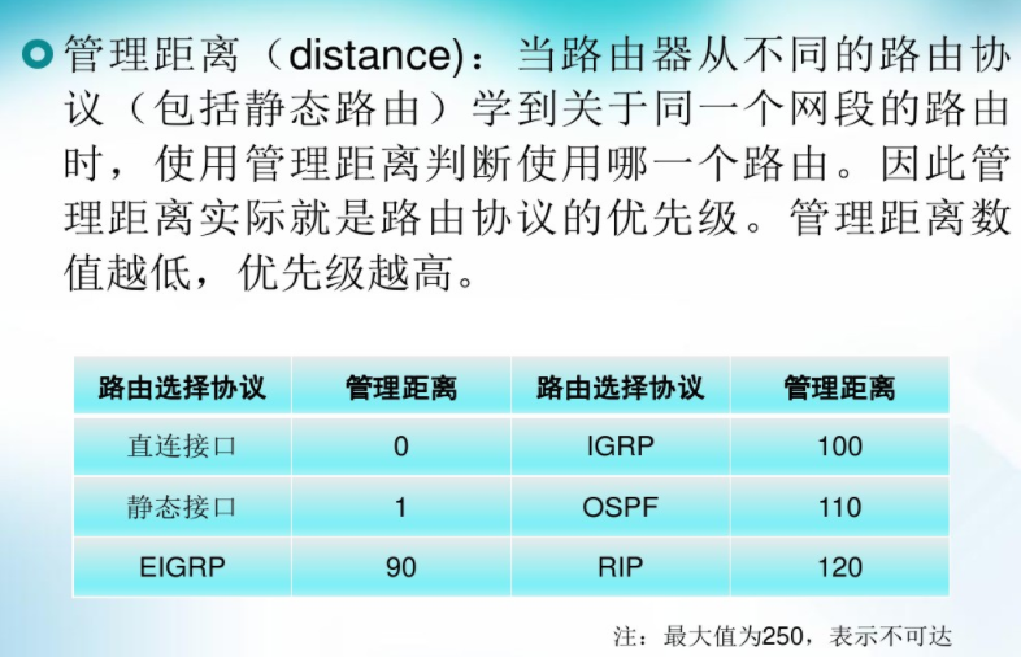 管理距离（distance)：当路由器从不同的路由协
议（包括静态路由）学到关于同一个网段的路由
时，使用管理距离判断使用哪一个路由。因此管
理距离实际就是路由协议的优先级。管理距离数
值越低，优先级越高。
路由选择协议 管理距离 路由选择协议 管理距离
直连接口 0 IGRP 100
静态接口 1 OSPF 110
EIGRP 90 RIP 120
注：最大值为250，表示不可达